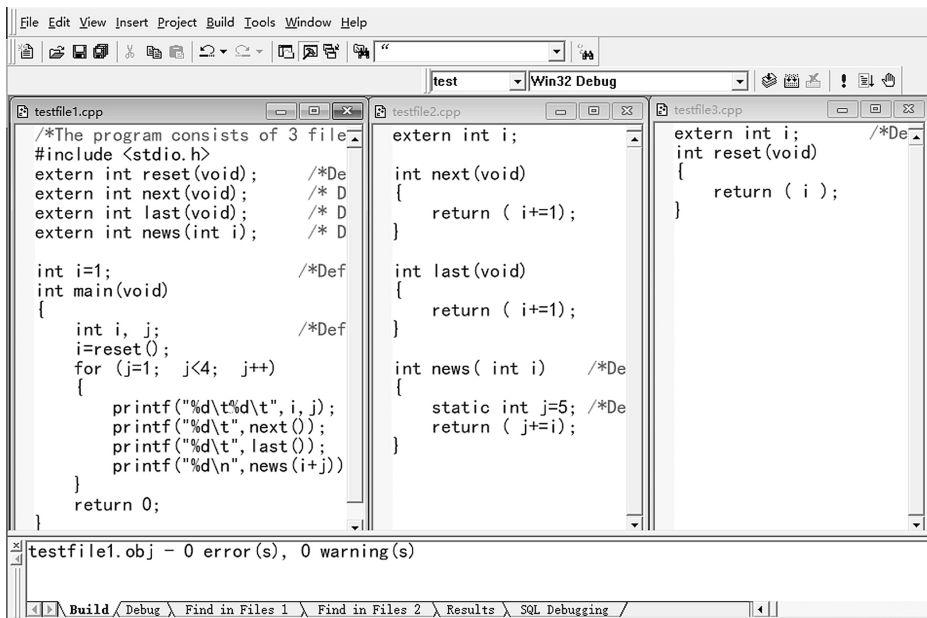 File Edit View Insert Project Build Tools Window Help
“
test Win32 Debug
testfile1.cpp
/*The program consists of 3 file
#include <stdio.h>
extern int reset(void); /*De
extern int next(void); /* D
extern int last(void); /* D
extern int news(int i); /* D
int i=1; /*Def
int main(void)
{
int i, j; /*Def
i=reset();
for (j=1; j<4; j++)
{
printf("%d\t%d\t",i,j);
printf("%d\t",next());
printf("%d\t",last());
printf("%d\n",news(i+j))
}
return 0;
}
testfile2.cpp
extern int i;
int next(void)
{
return ( i+=1);
}
int last(void)
{
return ( i+=1);
}
int news( int i) /*De
{
static int j=5; /*De
return ( j+=i);
}
testfile3.cpp
extern int i; /*De
int reset(void)
{
return ( i );
}
testfile1.obj - 0 error(s), 0 warning(s)
Build Debug Find in Files 1 Find in Files 2 Results SQL Debugging